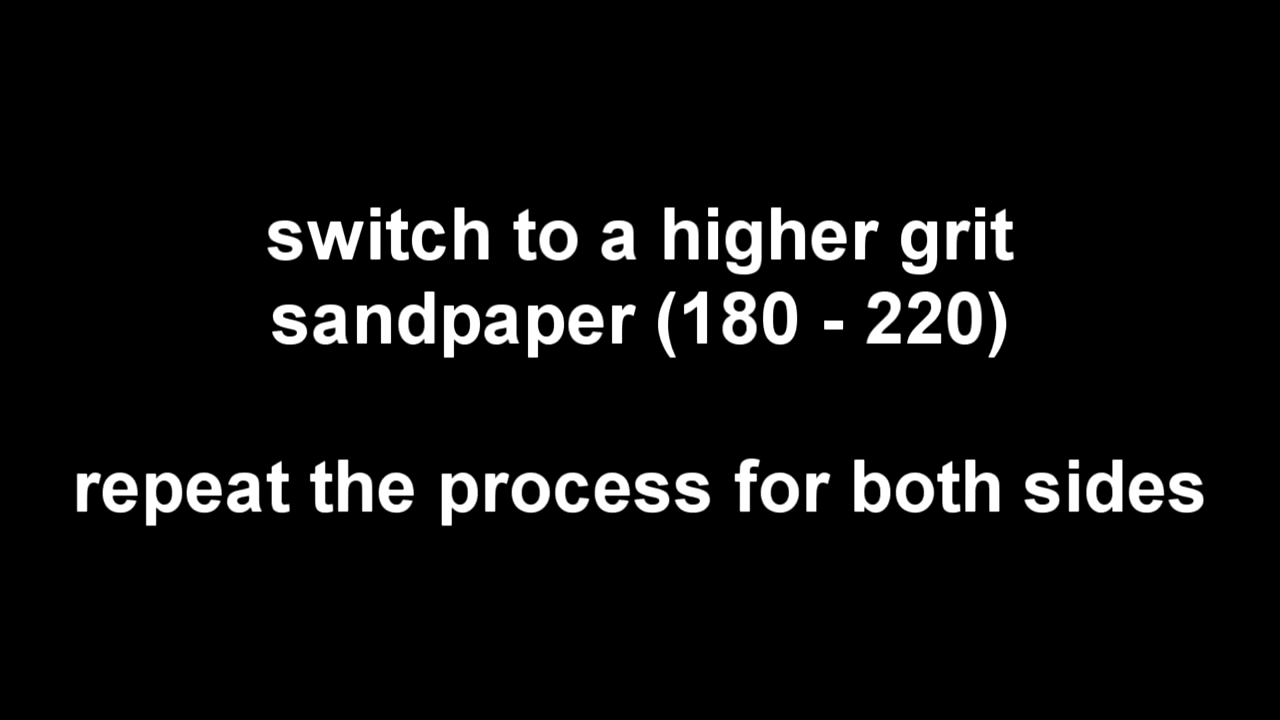 switch to a higher grit
sandpaper (180 - 220)
repeat the process for both sides